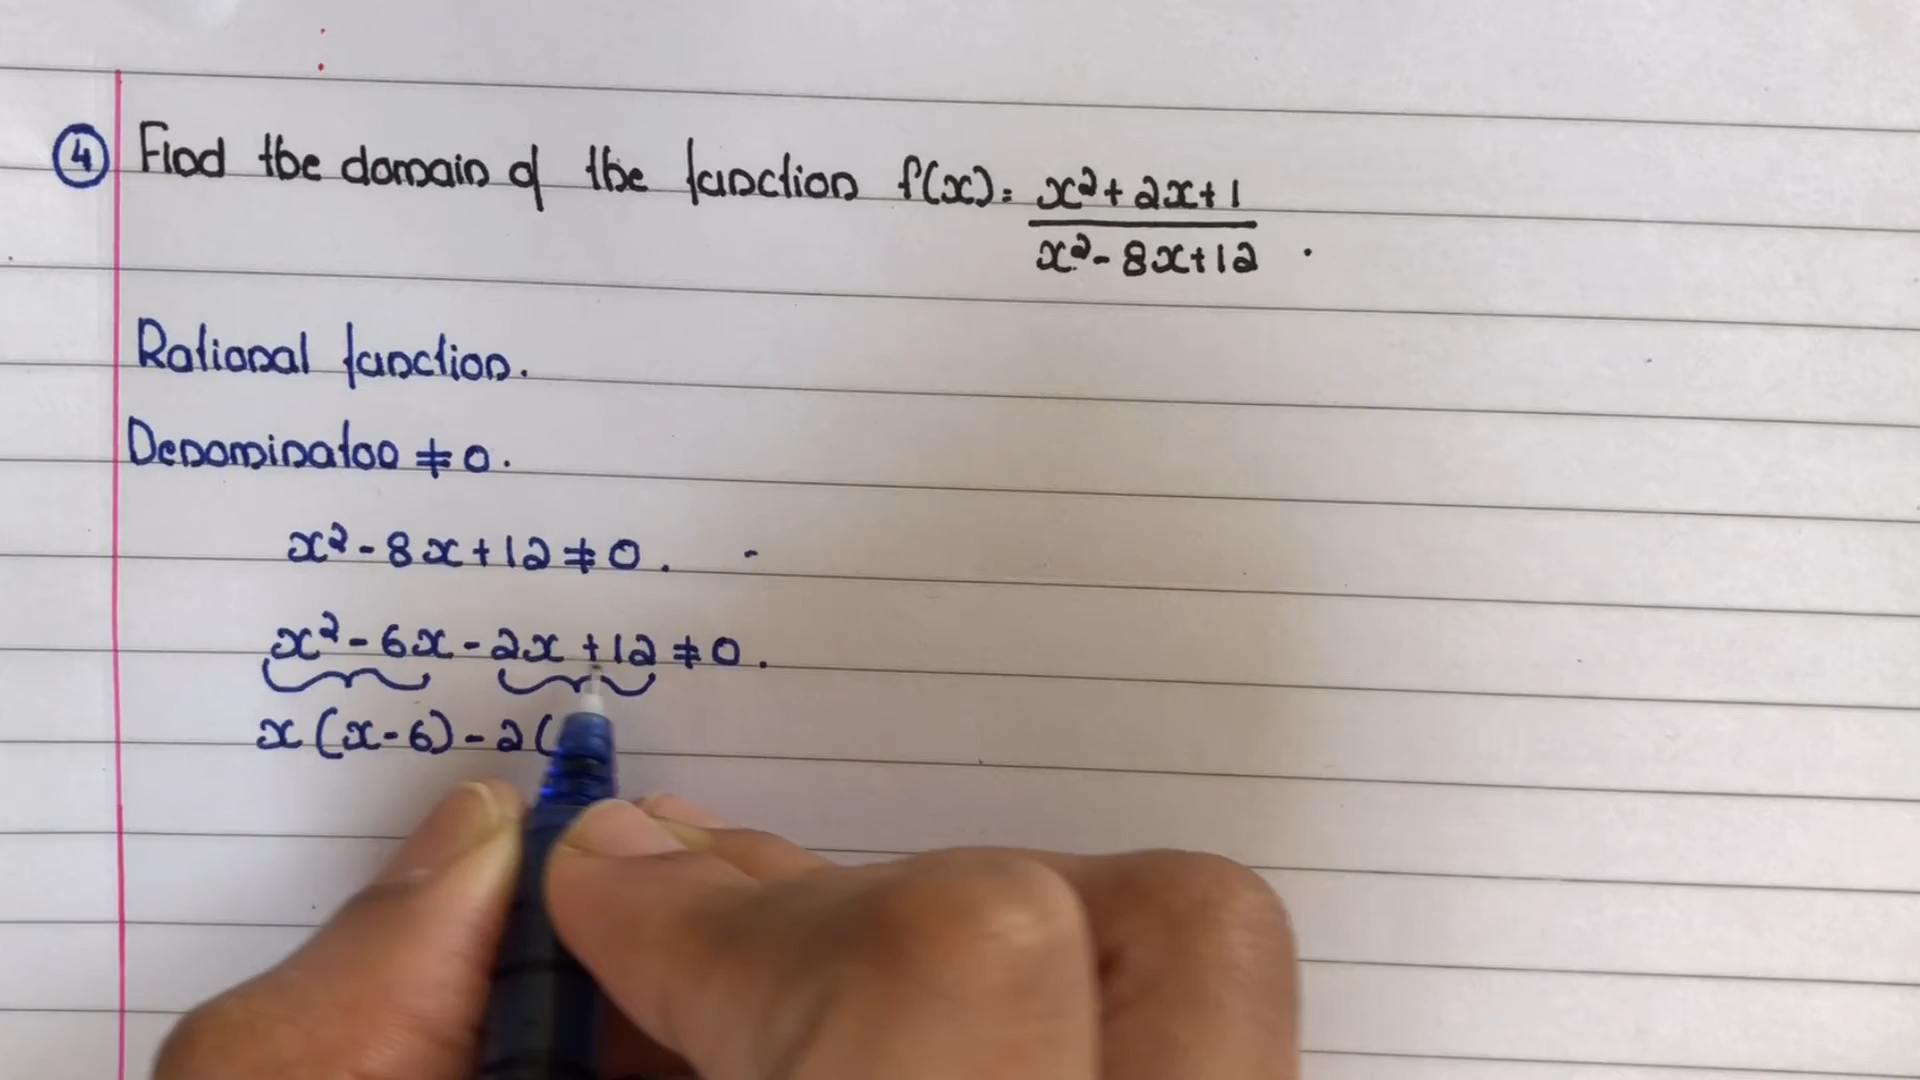 4 Find the domain of the function f(x) = x² + 2x + 1
x² - 8x + 12 .
Rational function.
Denominator ≠ 0.
x² - 8x + 12 ≠ 0. -
x² - 6x - 2x + 12 ≠ 0.
x (x - 6) - 2 (